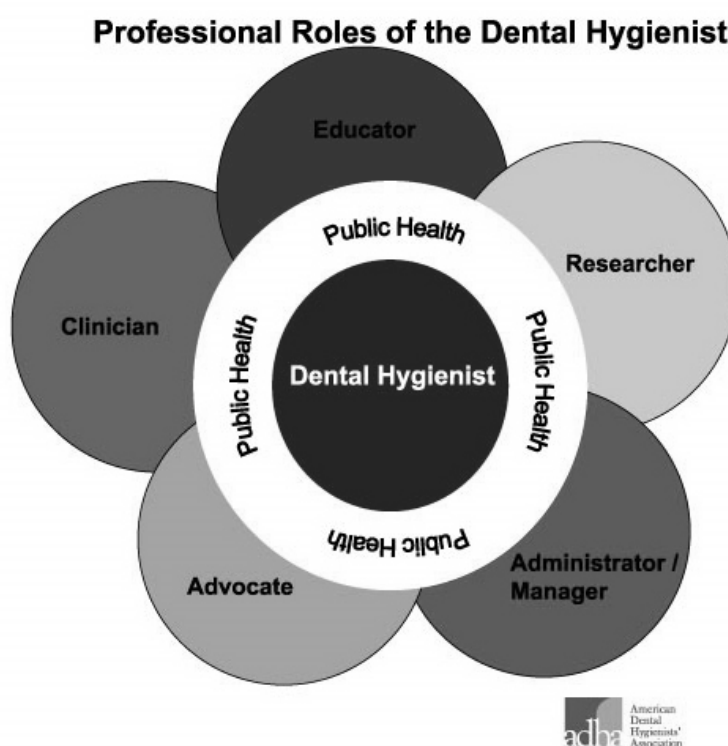 Professional Roles of the Dental Hygienist
Educator
Public Health
Researcher
Clinician
Public Health
Dental Hygienist
Public Health
Public Health
Advocate
Administrator /
Manager
adha
American
Dental
Hygienists'
Association